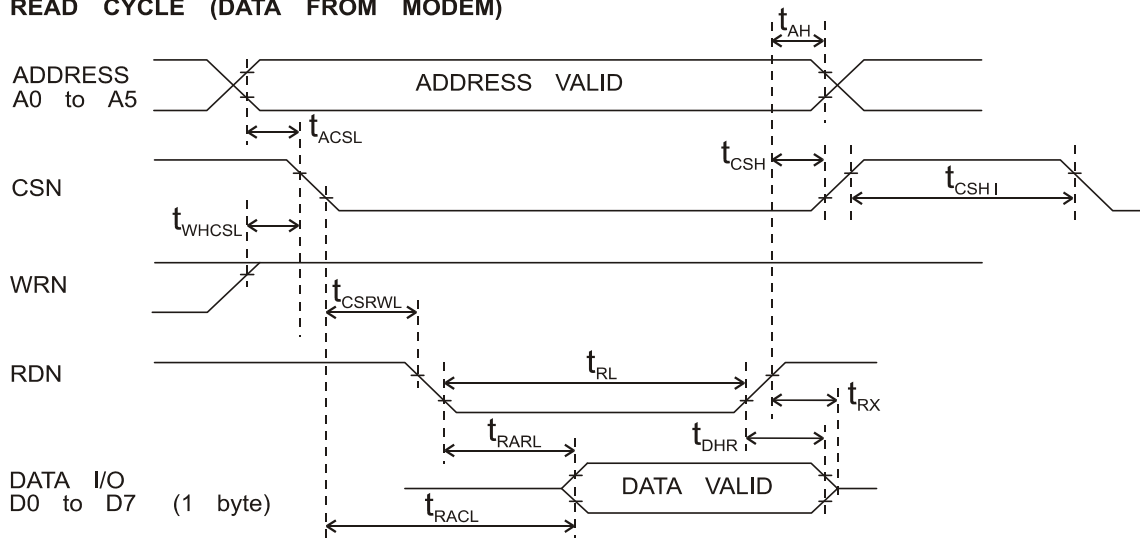 READ CYCLE (DATA FROM MODEM)
tAH
ADDRESS
A0 to A5
ADDRESS VALID
tACSL
tCSH
CSN
tCSHI
tWHCSL
WRN
tCSRWL
RDN
tRL
tRX
tRARL
tDHR
DATA I/O
D0 to D7 (1 byte)
DATA VALID
tRACL